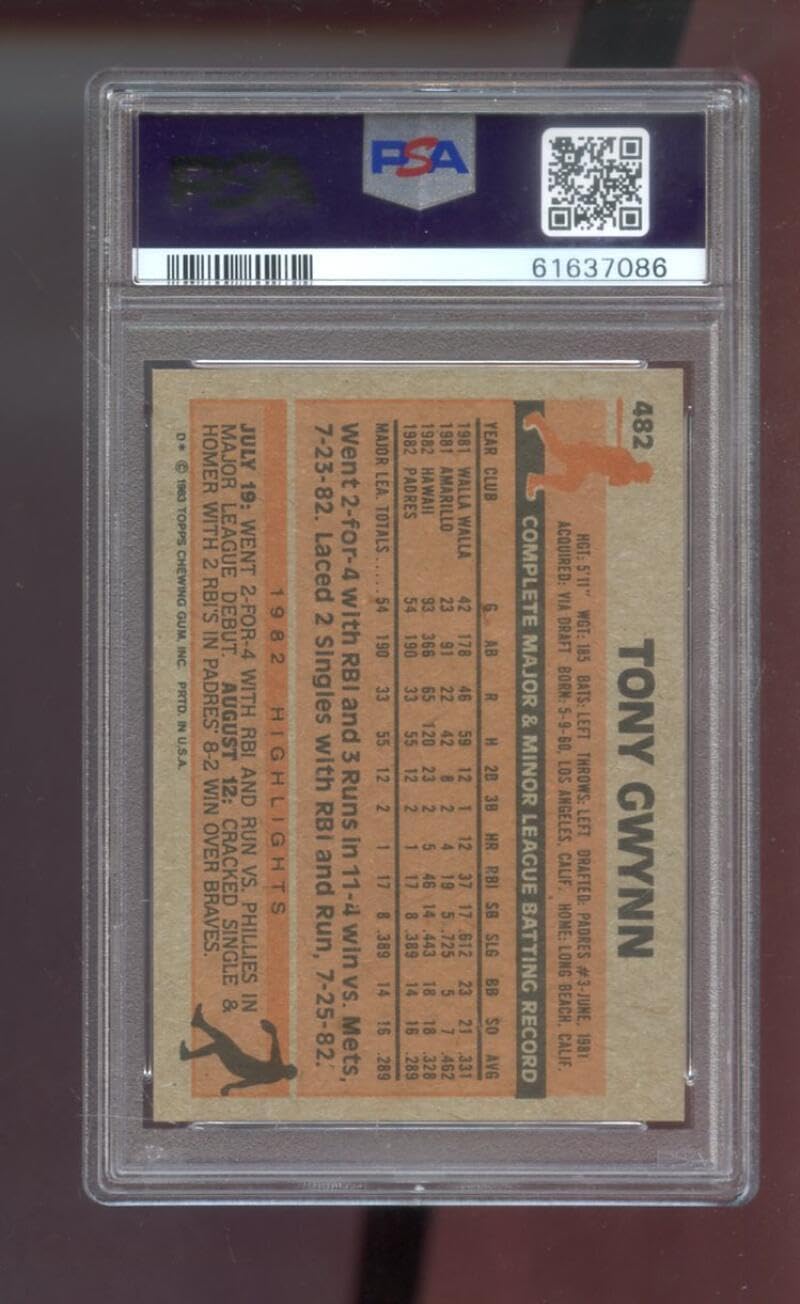 PSA
PSA
61637086
482
TONY GWYNN
HGT: 5'11" WGT: 185 BATS: LEFT THROWS: LEFT DRAFTED: PADRES #3-JUNE, 1981
ACQUIRED: VIA DRAFT BORN: 5-9-60, LOS ANGELES, CALIF. HOME: LONG BEACH, CALIF.
COMPLETE MAJOR & MINOR LEAGUE BATTING RECORD
YEAR CLUB G AB R H 2B 3B HR RBI SB SLG BB SO AVG
1981 WALLA WALLA 42 178 46 59 12 1 12 37 17 .612 23 21 .331
1981 AMARILLO 23 91 22 42 8 2 4 19 5 .725 5 7 .462
1982 HAWAII 93 366 65 120 23 2 5 46 14 .443 18 18 .328
1982 PADRES 54 190 33 55 12 2 1 17 8 .389 14 16 .289
MAJOR LEA. TOTALS..... 54 190 33 55 12 2 1 17 8 .389 14 16 .289
Went 2-for-4 with RBI and 3 Runs in 11-4 win vs. Mets,
7-23-82. Laced 2 Singles with RBI and Run, 7-25-82.
1982 HIGHLIGHTS
JULY 19: WENT 2-FOR-4 WITH RBI AND RUN VS. PHILLIES IN
MAJOR LEAGUE DEBUT. AUGUST 12: CRACKED SINGLE &
HOMER WITH 2 RBI'S IN PADRES' 8-2 WIN OVER BRAVES.
D* © 1983 TOPPS CHEWING GUM, INC. PRTD. IN U.S.A.